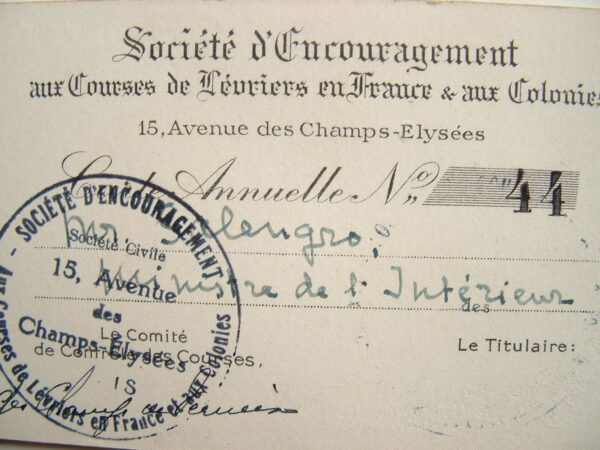 Société d'Encouragement
aux Courses de Lévriers en France & aux Colonies
15, Avenue des Champs-Elysées
Carte Annuelle No 44
Mr. Salengro,
Ministre de l'Intérieur
des
Le Comité
de Contrôle des Courses,
Le Titulaire:
SOCIÉTÉ D'ENCOURAGEMENT
Société Civile
15, Avenue
des
Champs-Elysées
Aux Courses de Lévriers en France et aux Colonies